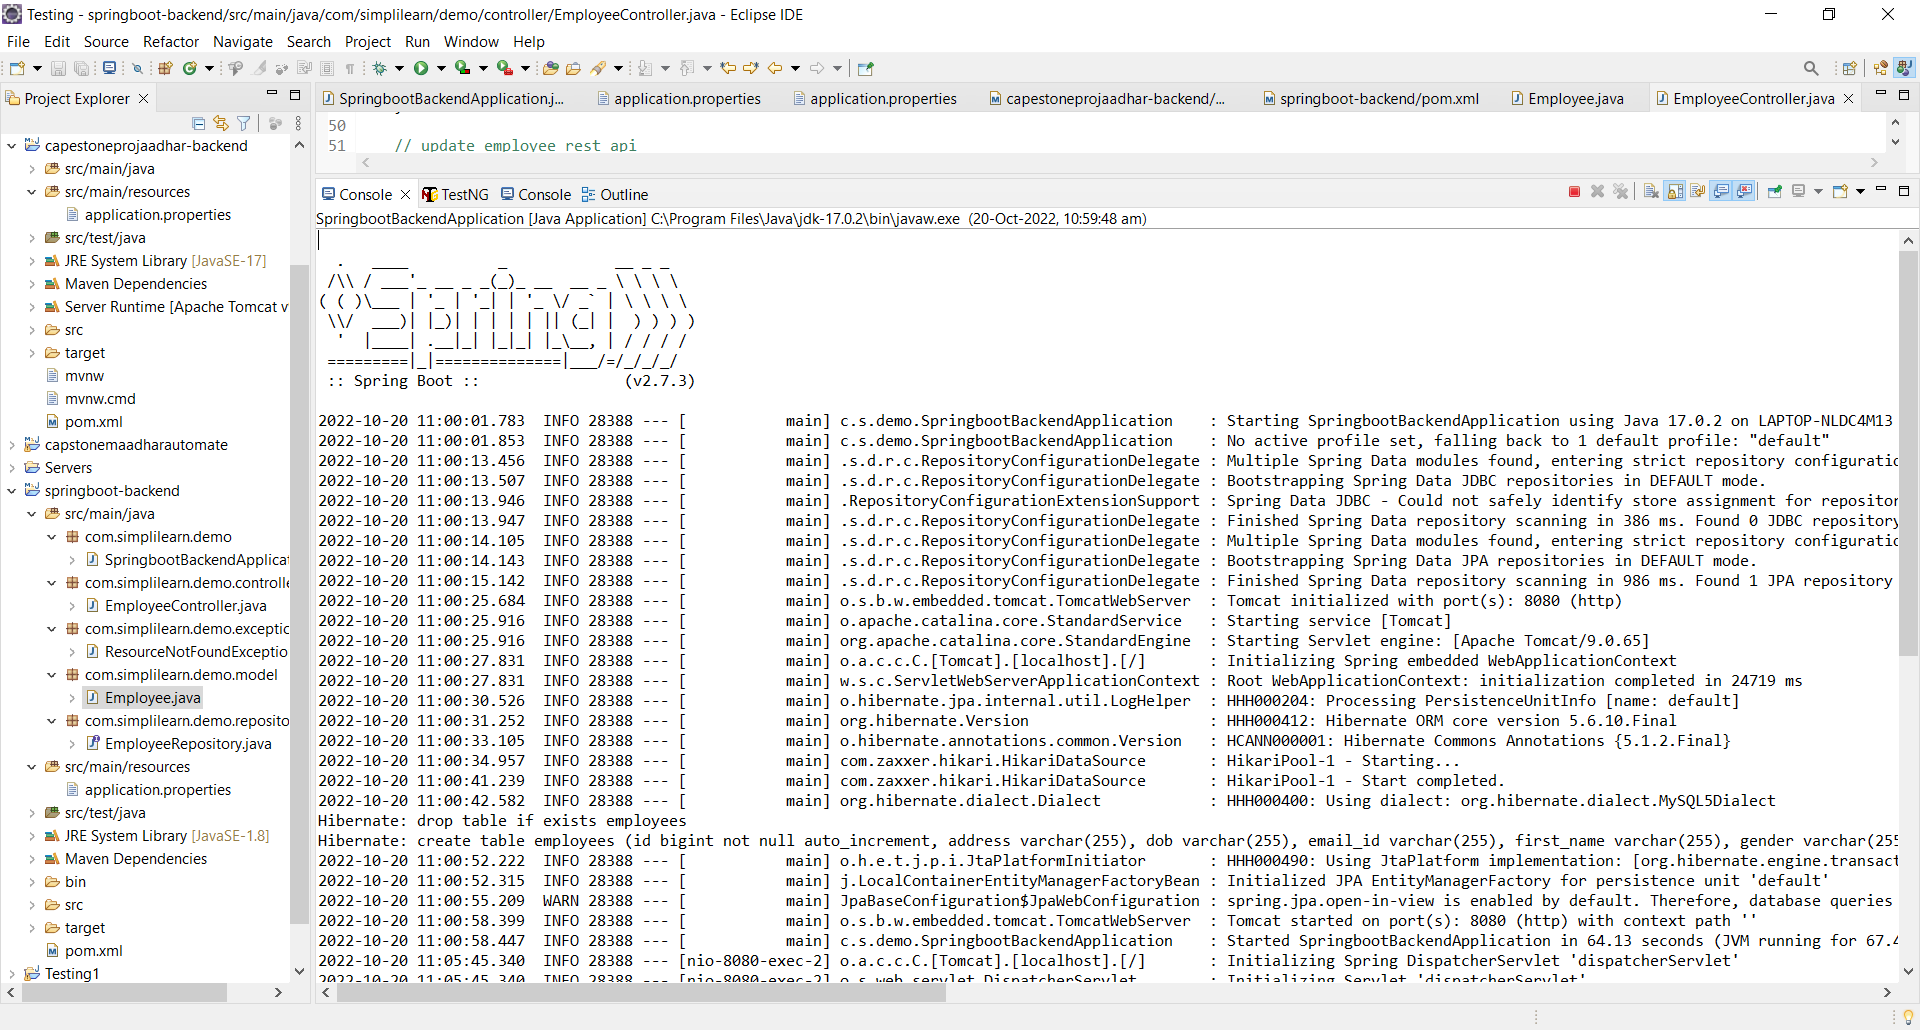 Testing - springboot-backend/src/main/java/com/simplilearn/demo/controller/EmployeeController.java - Eclipse IDE
File Edit Source Refactor Navigate Search Project Run Window Help
Project Explorer
capestoneprojaadhar-backend
src/main/java
src/main/resources
application.properties
src/test/java
JRE System Library [JavaSE-17]
Maven Dependencies
Server Runtime [Apache Tomcat v
src
target
mvnw
mvnw.cmd
pom.xml
capstonemaadharautomate
Servers
springboot-backend
src/main/java
com.simplilearn.demo
SpringbootBackendApplicat
com.simplilearn.demo.controlle
EmployeeController.java
com.simplilearn.demo.exceptic
ResourceNotFoundExceptio
com.simplilearn.demo.model
Employee.java
com.simplilearn.demo.reposito
EmployeeRepository.java
src/main/resources
application.properties
src/test/java
JRE System Library [JavaSE-1.8]
Maven Dependencies
bin
src
target
pom.xml
Testing1
SpringbootBackendApplication.j... application.properties application.properties capestoneprojaadhar-backend/... springboot-backend/pom.xml Employee.java EmployeeController.java
50
51 // update employee rest api
Console TestNG Console Outline
SpringbootBackendApplication [Java Application] C:\Program Files\Java\jdk-17.0.2\bin\javaw.exe (20-Oct-2022, 10:59:48 am)
  .   ____          _            __ _ _
 /\\ / ___'_ __ _ _(_)_ __  __ _ \ \ \ \
( ( )\___ | '_ | '_| | '_ \/ _` | \ \ \ \
 \\/  ___)| |_)| | | | | || (_| |  ) ) ) )
  '  |____| .__|_| |_|_| |_\__, | / / / /
 =========|_|==============|___/=/_/_/_/
 :: Spring Boot ::                (v2.7.3)
2022-10-20 11:00:01.783 INFO 28388 --- [ main] c.s.demo.SpringbootBackendApplication : Starting SpringbootBackendApplication using Java 17.0.2 on LAPTOP-NLDC4M13
2022-10-20 11:00:01.853 INFO 28388 --- [ main] c.s.demo.SpringbootBackendApplication : No active profile set, falling back to 1 default profile: "default"
2022-10-20 11:00:13.456 INFO 28388 --- [ main] .s.d.r.c.RepositoryConfigurationDelegate : Multiple Spring Data modules found, entering strict repository configuratic
2022-10-20 11:00:13.507 INFO 28388 --- [ main] .s.d.r.c.RepositoryConfigurationDelegate : Bootstrapping Spring Data JDBC repositories in DEFAULT mode.
2022-10-20 11:00:13.946 INFO 28388 --- [ main] .RepositoryConfigurationExtensionSupport : Spring Data JDBC - Could not safely identify store assignment for repositor
2022-10-20 11:00:13.947 INFO 28388 --- [ main] .s.d.r.c.RepositoryConfigurationDelegate : Finished Spring Data repository scanning in 386 ms. Found 0 JDBC repository
2022-10-20 11:00:14.105 INFO 28388 --- [ main] .s.d.r.c.RepositoryConfigurationDelegate : Multiple Spring Data modules found, entering strict repository configuratic
2022-10-20 11:00:14.143 INFO 28388 --- [ main] .s.d.r.c.RepositoryConfigurationDelegate : Bootstrapping Spring Data JPA repositories in DEFAULT mode.
2022-10-20 11:00:15.142 INFO 28388 --- [ main] .s.d.r.c.RepositoryConfigurationDelegate : Finished Spring Data repository scanning in 986 ms. Found 1 JPA repository
2022-10-20 11:00:25.684 INFO 28388 --- [ main] o.s.b.w.embedded.tomcat.TomcatWebServer : Tomcat initialized with port(s): 8080 (http)
2022-10-20 11:00:25.916 INFO 28388 --- [ main] o.apache.catalina.core.StandardService : Starting service [Tomcat]
2022-10-20 11:00:25.916 INFO 28388 --- [ main] org.apache.catalina.core.StandardEngine : Starting Servlet engine: [Apache Tomcat/9.0.65]
2022-10-20 11:00:27.831 INFO 28388 --- [ main] o.a.c.c.C.[Tomcat].[localhost].[/] : Initializing Spring embedded WebApplicationContext
2022-10-20 11:00:27.831 INFO 28388 --- [ main] w.s.c.ServletWebServerApplicationContext : Root WebApplicationContext: initialization completed in 24719 ms
2022-10-20 11:00:30.526 INFO 28388 --- [ main] o.hibernate.jpa.internal.util.LogHelper : HHH000204: Processing PersistenceUnitInfo [name: default]
2022-10-20 11:00:31.252 INFO 28388 --- [ main] org.hibernate.Version : HHH000412: Hibernate ORM core version 5.6.10.Final
2022-10-20 11:00:33.105 INFO 28388 --- [ main] o.hibernate.annotations.common.Version : HCANN000001: Hibernate Commons Annotations {5.1.2.Final}
2022-10-20 11:00:34.957 INFO 28388 --- [ main] com.zaxxer.hikari.HikariDataSource : HikariPool-1 - Starting...
2022-10-20 11:00:41.239 INFO 28388 --- [ main] com.zaxxer.hikari.HikariDataSource : HikariPool-1 - Start completed.
2022-10-20 11:00:42.582 INFO 28388 --- [ main] org.hibernate.dialect.Dialect : HHH000400: Using dialect: org.hibernate.dialect.MySQL5Dialect
Hibernate: drop table if exists employees
Hibernate: create table employees (id bigint not null auto_increment, address varchar(255), dob varchar(255), email_id varchar(255), first_name varchar(255), gender varchar(255
2022-10-20 11:00:52.222 INFO 28388 --- [ main] o.h.e.t.j.p.i.JtaPlatformInitiator : HHH000490: Using JtaPlatform implementation: [org.hibernate.engine.transact
2022-10-20 11:00:52.315 INFO 28388 --- [ main] j.LocalContainerEntityManagerFactoryBean : Initialized JPA EntityManagerFactory for persistence unit 'default'
2022-10-20 11:00:55.209 WARN 28388 --- [ main] JpaBaseConfiguration$JpaWebConfiguration : spring.jpa.open-in-view is enabled by default. Therefore, database queries
2022-10-20 11:00:58.399 INFO 28388 --- [ main] o.s.b.w.embedded.tomcat.TomcatWebServer : Tomcat started on port(s): 8080 (http) with context path ''
2022-10-20 11:00:58.447 INFO 28388 --- [ main] c.s.demo.SpringbootBackendApplication : Started SpringbootBackendApplication in 64.13 seconds (JVM running for 67.4
2022-10-20 11:05:45.340 INFO 28388 --- [nio-8080-exec-2] o.a.c.c.C.[Tomcat].[localhost].[/] : Initializing Spring DispatcherServlet 'dispatcherServlet'
2022-10-20 11:05:45.340 INFO 28388 --- [nio-8080-exec-2] o.s.web.servlet.DispatcherServlet : Initializing Servlet 'dispatcherServlet'